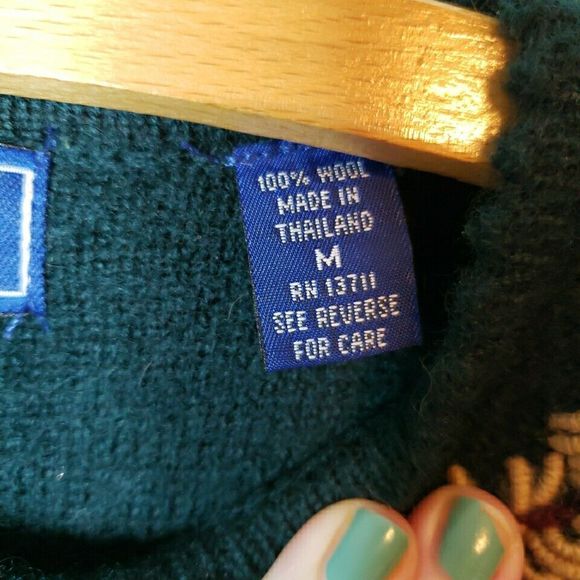 100% WOOL
MADE IN
THAILAND
M
RN 13711
SEE REVERSE
FOR CARE